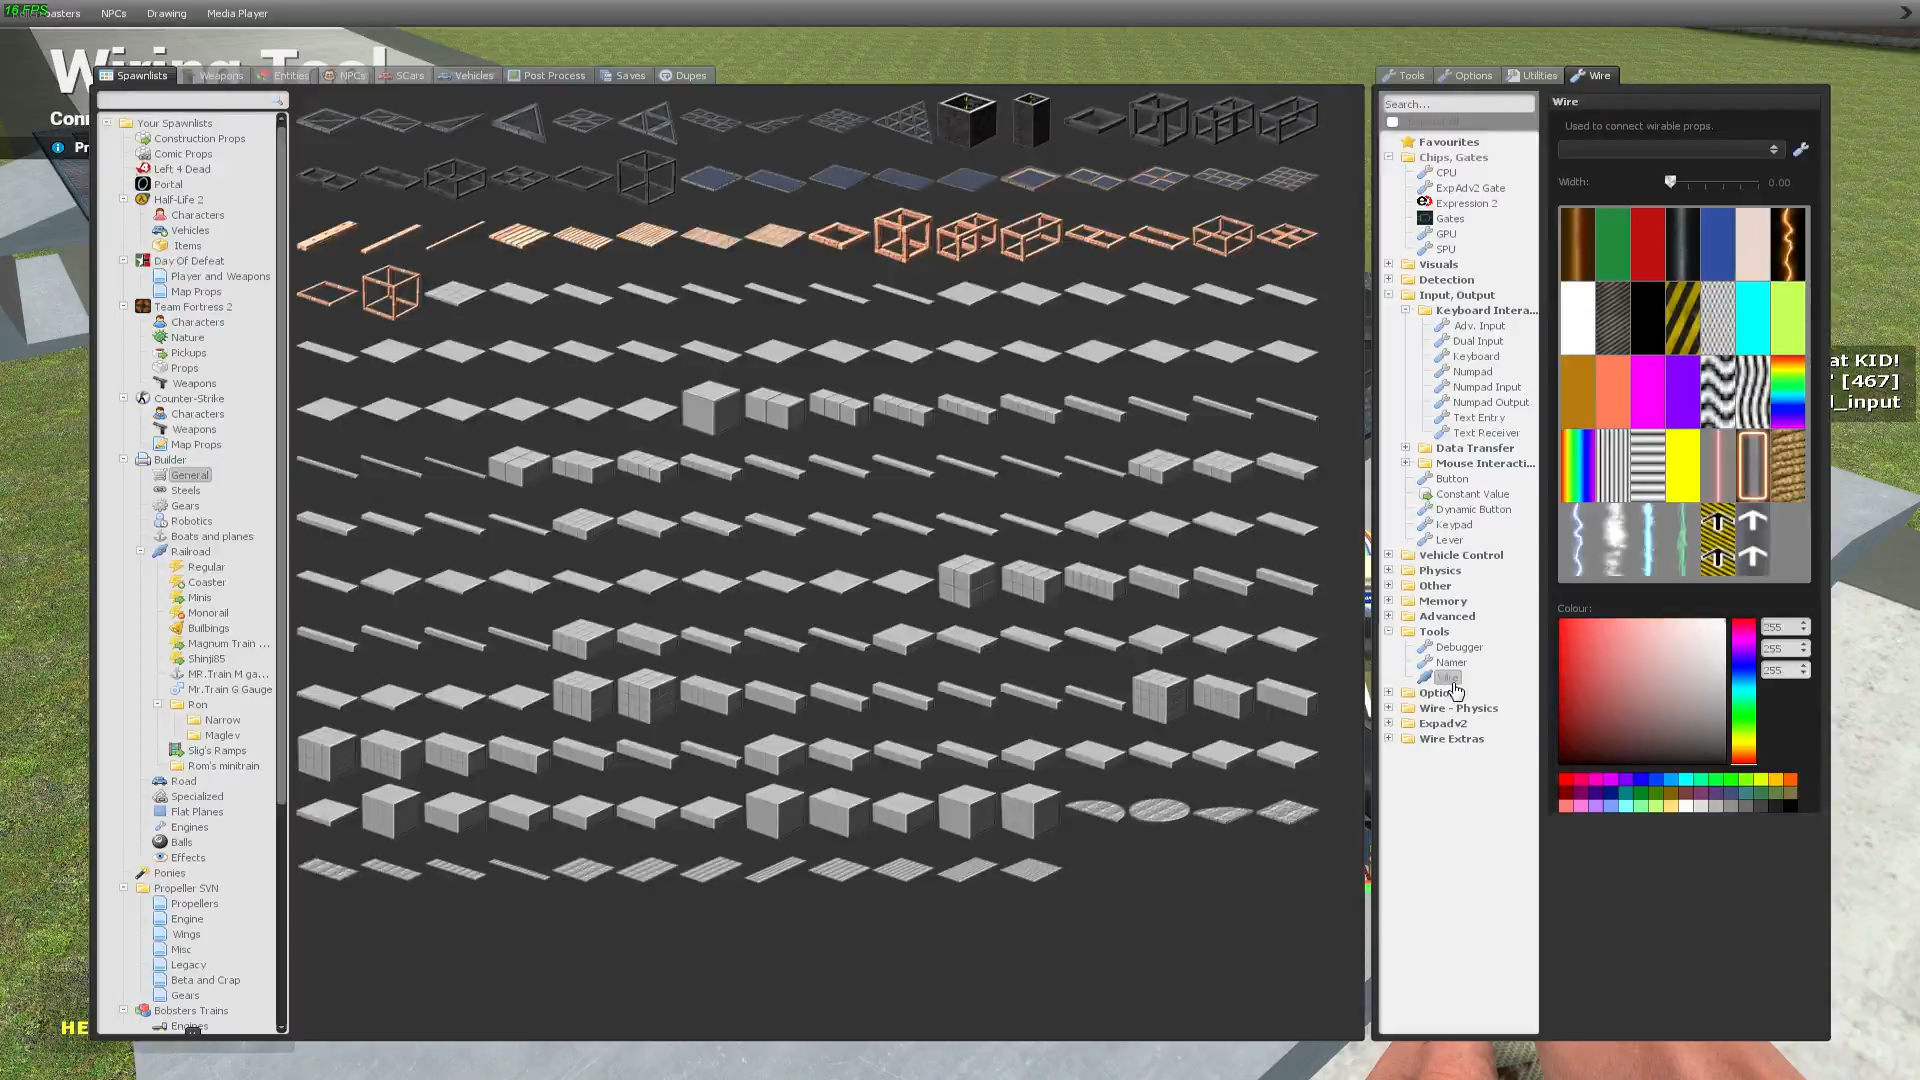 16 FPS
NPCs
Drawing
Media Player
Wiring Tool
Spawnlists
Weapons
Entities
NPCs
SCars
Vehicles
Post Process
Saves
Dupes
Your Spawnlists
Construction Props
Comic Props
Left 4 Dead
Portal
Half-Life 2
Characters
Vehicles
Items
Day Of Defeat
Player and Weapons
Map Props
Team Fortress 2
Characters
Nature
Pickups
Props
Weapons
Counter-Strike
Characters
Weapons
Map Props
Builder
General
Steels
Gears
Robotics
Boats and planes
Railroad
Regular
Coaster
Minis
Monorail
Builbings
Magnum Train ...
Shinji85
MR.Train M ga...
Mr.Train G Gauge
Ron
Narrow
Maglev
Slig's Ramps
Rom's minitrain
Road
Specialized
Flat Planes
Engines
Balls
Effects
Ponies
Propeller SVN
Propellers
Engine
Wings
Misc
Legacy
Beta and Crap
Gears
Bobsters Trains
Engines
HE
Tools
Options
Utilities
Wire
Search...
Favourites
Chips, Gates
CPU
ExpAdv2 Gate
Expression 2
Gates
GPU
SPU
Visuals
Detection
Input, Output
Keyboard Intera...
Adv. Input
Dual Input
Keyboard
Numpad
Numpad Input
Numpad Output
Text Entry
Text Receiver
Data Transfer
Mouse Interacti...
Button
Constant Value
Dynamic Button
Keypad
Lever
Vehicle Control
Physics
Other
Memory
Advanced
Tools
Debugger
Namer
Wire
Wire - Physics
Expadv2
Wire Extras
Wire
Used to connect wirable props.
Width:
0.00
Colour:
255
255
255
at KID!
' [467]
l_input